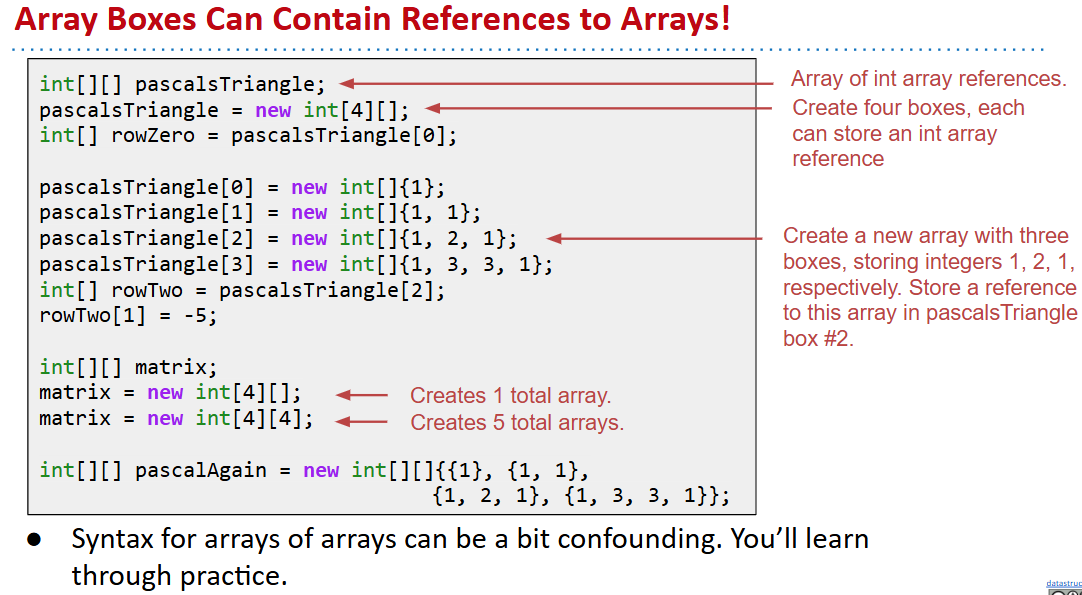 Array Boxes Can Contain References to Arrays!
int[][] pascalsTriangle;
Array of int array references.
pascalsTriangle = new int[4][];
Create four boxes, each
can store an int array
reference
int[] rowZero = pascalsTriangle[0];
pascalsTriangle[0] = new int[]{1};
pascalsTriangle[1] = new int[]{1, 1};
pascalsTriangle[2] = new int[]{1, 2, 1};
Create a new array with three
boxes, storing integers 1, 2, 1,
respectively. Store a reference
to this array in pascalsTriangle
box #2.
pascalsTriangle[3] = new int[]{1, 3, 3, 1};
int[] rowTwo = pascalsTriangle[2];
rowTwo[1] = -5;
int[][] matrix;
matrix = new int[4][];
Creates 1 total array.
matrix = new int[4][4];
Creates 5 total arrays.
int[][] pascalAgain = new int[][]{{1}, {1, 1},
{1, 2, 1}, {1, 3, 3, 1}};
● Syntax for arrays of arrays can be a bit confounding. You’ll learn
through practice.
datastruc